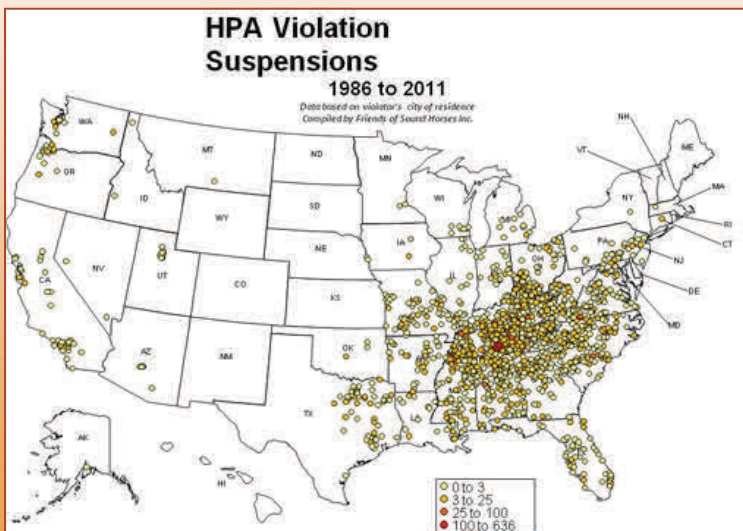 HPA Violation
Suspensions
1986 to 2011
Data based on violator's city of residence
Compiled by Friends of Sound Horses Inc.
WA
MT
ND
MN
NH
VT
ME
OR
ID
WY
SD
WI
MI
NY
MA
RI
CT
NV
UT
CO
NE
IA
IL
OH
PA
NJ
DE
MD
CA
KS
AZ
NM
OK
TX
LA
AK
HI
0 to 3
3 to 25
25 to 100
100 to 636